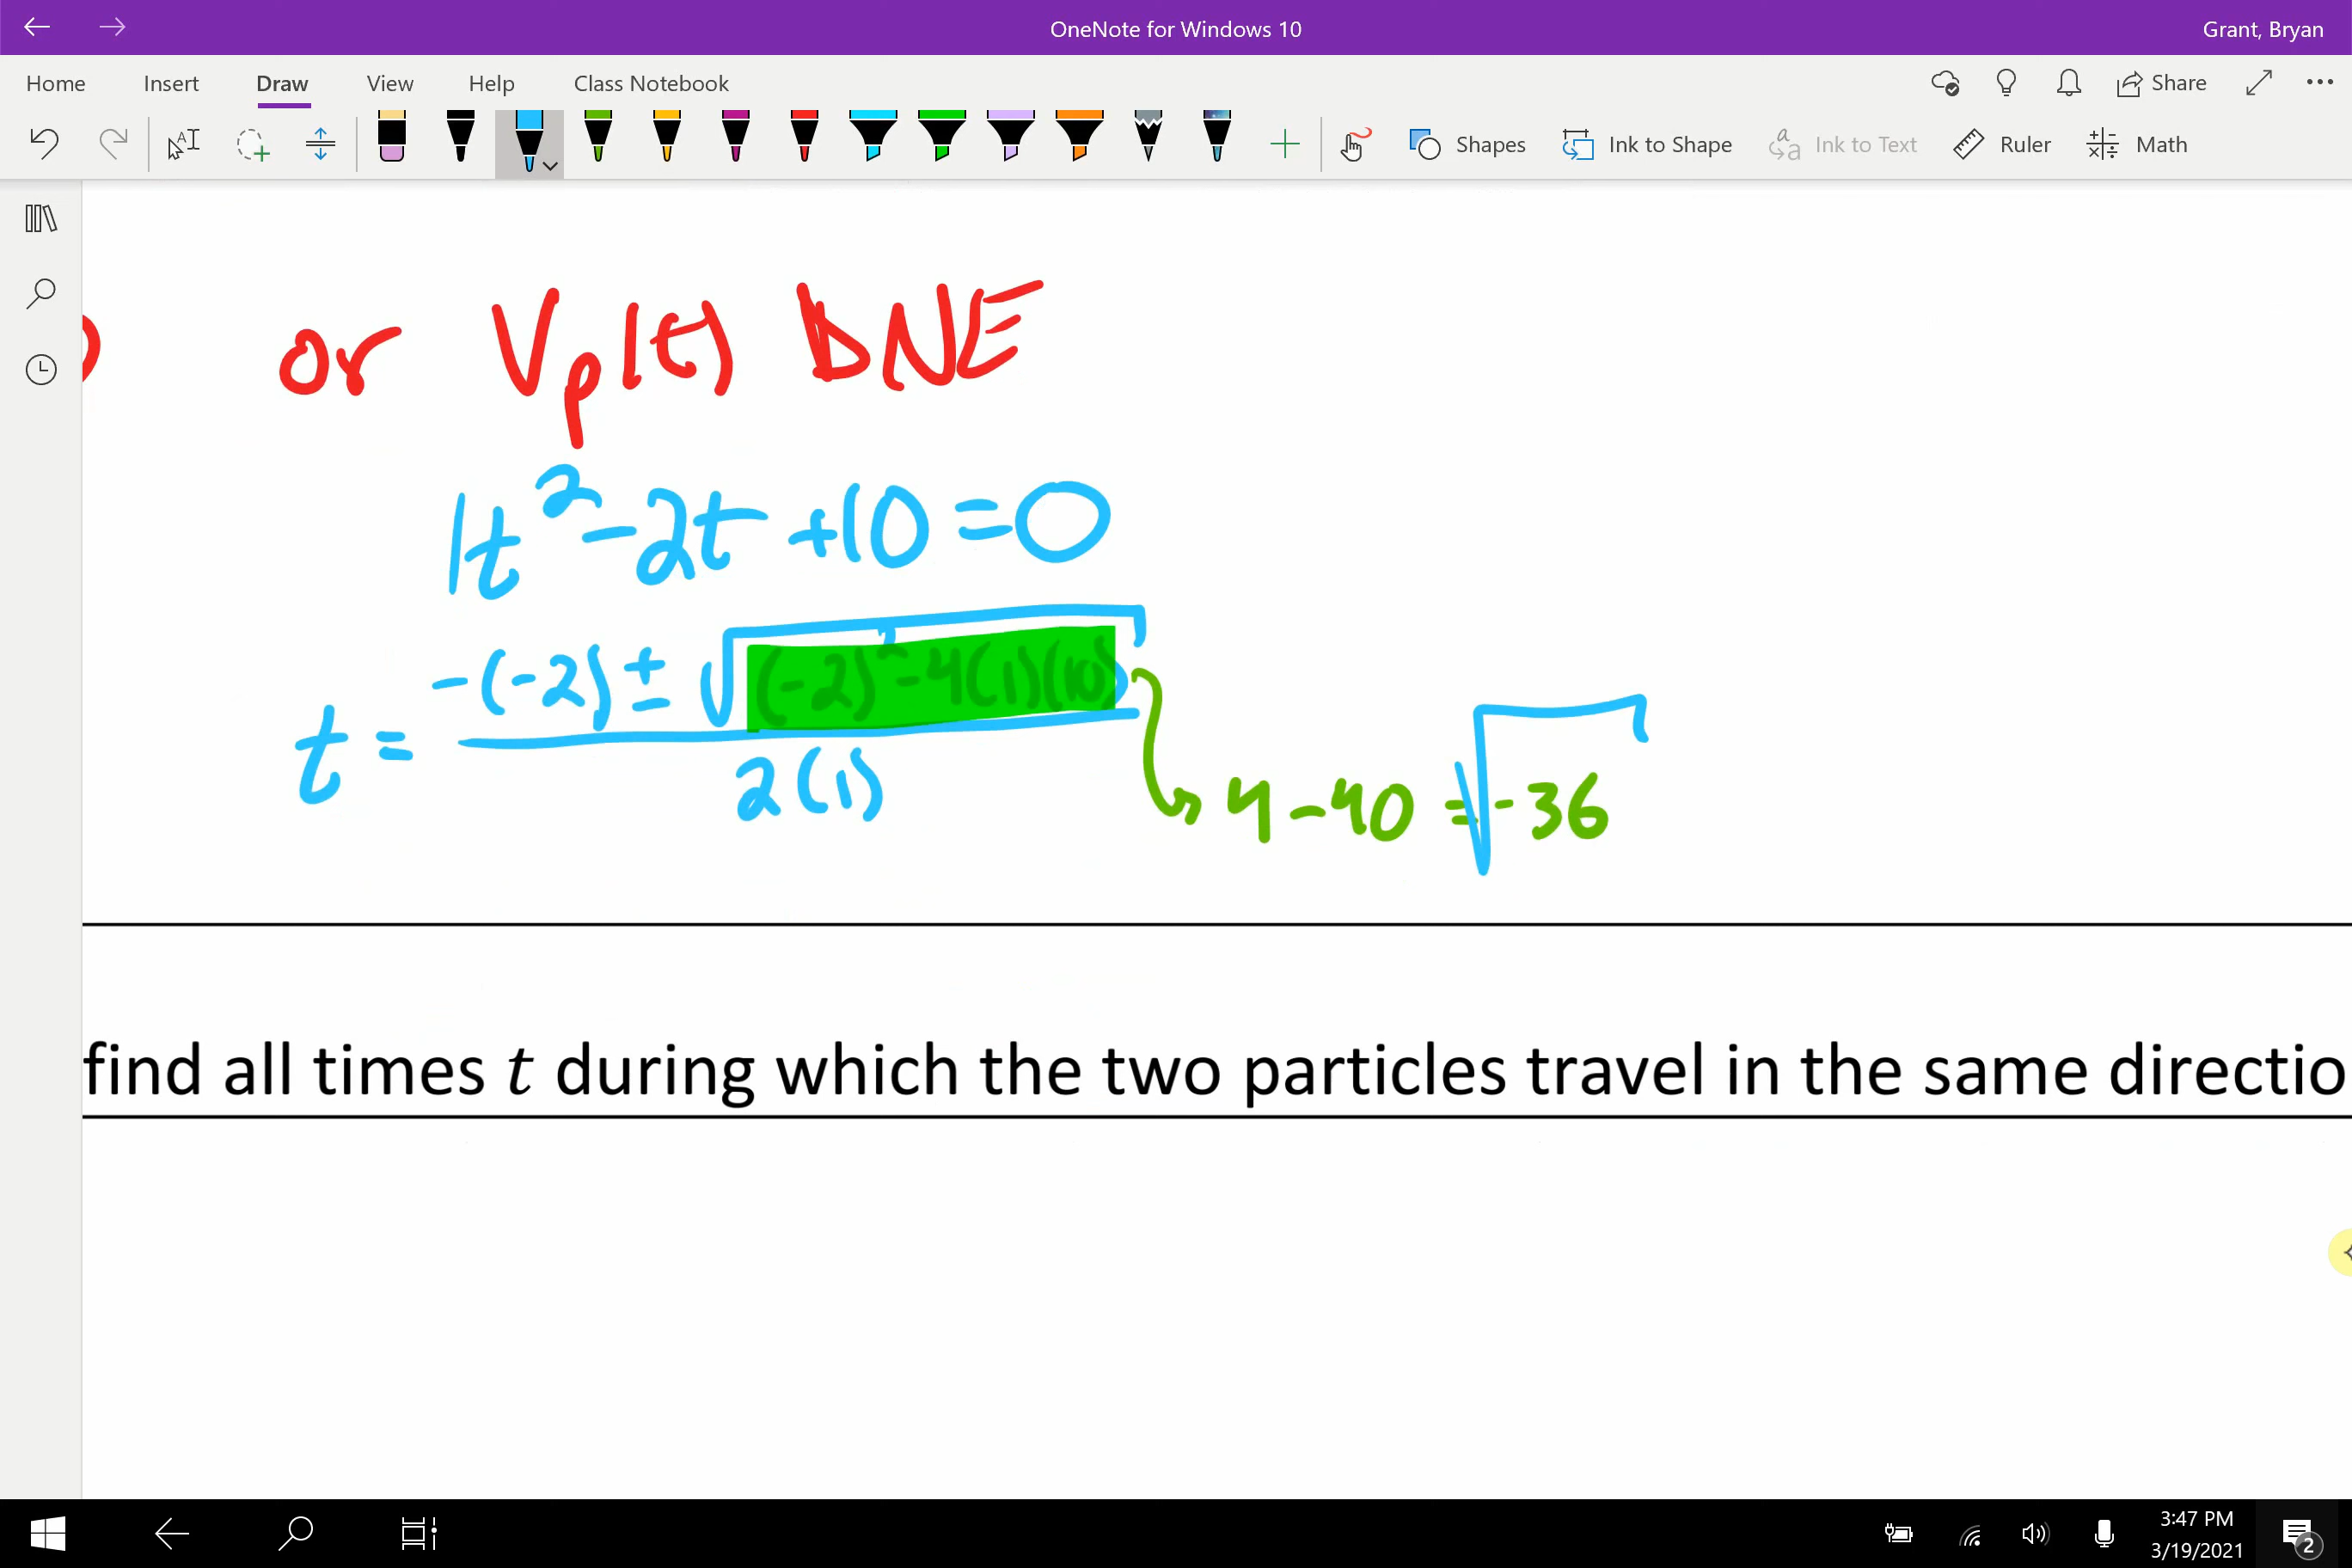 OneNote for Windows 10
Grant, Bryan
Home Insert Draw View Help Class Notebook Share
Shapes Ink to Shape Ink to Text Ruler Math
) or Vp(t) DNE
1t² - 2t + 10 = 0
t = -(-2) ± √(-2)² - 4(1)(10)
2(1)
4 - 40 = √-36
find all times t during which the two particles travel in the same directio
3:47 PM
3/19/2021
2